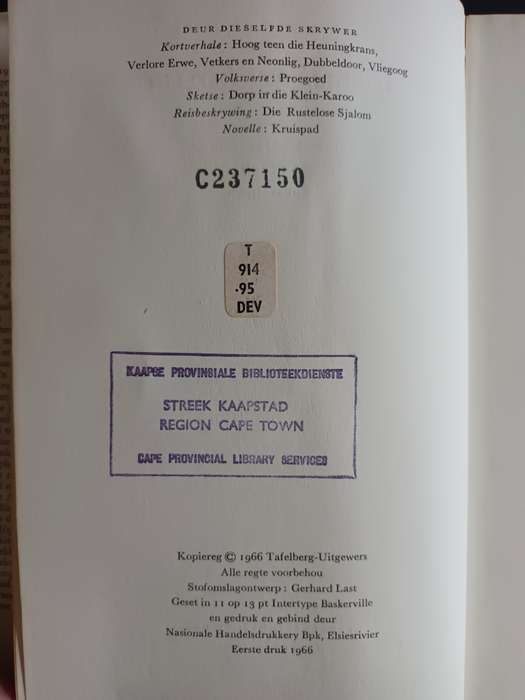 DEUR DIESELFDE SKRYWER
Kortverhale: Hoog teen die Heuningkrans,
Verlore Erwe, Vetkers en Neonlig, Dubbeldoor, Vliegoog
Volksverse: Proegoed
Sketse: Dorp in die Klein-Karoo
Reisbeskrywing: Die Rustelose Sjalom
Novelle: Kruispad
C237150
T
914
.95
DEV
KAAPSE PROVINSIALE BIBLIOTEEKDIENSTE
STREEK KAAPSTAD
REGION CAPE TOWN
CAPE PROVINCIAL LIBRARY SERVICES
Kopiereg © 1966 Tafelberg-Uitgewers
Alle regte voorbehou
Stofomslagontwerp: Gerhard Last
Geset in 11 op 13 pt Intertype Baskerville
en gedruk en gebind deur
Nasionale Handelsdrukkery Bpk, Elsiesrivier
Eerste druk 1966